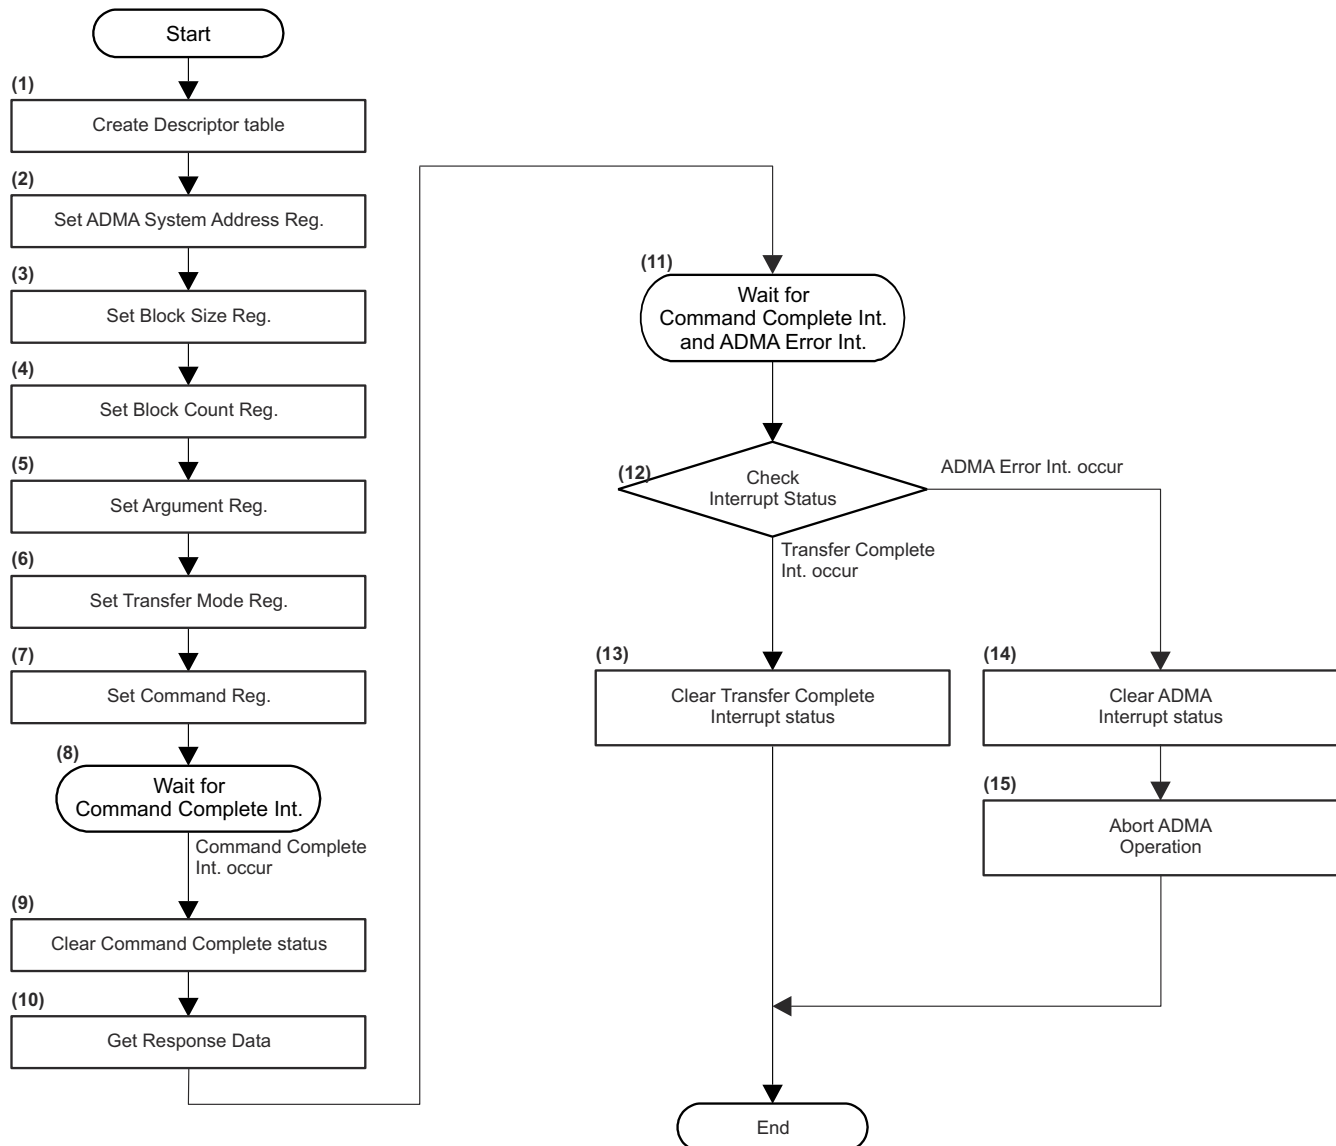 Start
(1)
Create Descriptor table
(2)
Set ADMA System Address Reg.
(3)
Set Block Size Reg.
(4)
Set Block Count Reg.
(5)
Set Argument Reg.
(6)
Set Transfer Mode Reg.
(7)
Set Command Reg.
(8)
Wait for
Command Complete Int.
Command Complete
Int. occur
(9)
Clear Command Complete status
(10)
Get Response Data
(11)
Wait for
Command Complete Int.
and ADMA Error Int.
(12)
Check
Interrupt Status
ADMA Error Int. occur
Transfer Complete
Int. occur
(13)
Clear Transfer Complete
Interrupt status
(14)
Clear ADMA
Interrupt status
(15)
Abort ADMA
Operation
End